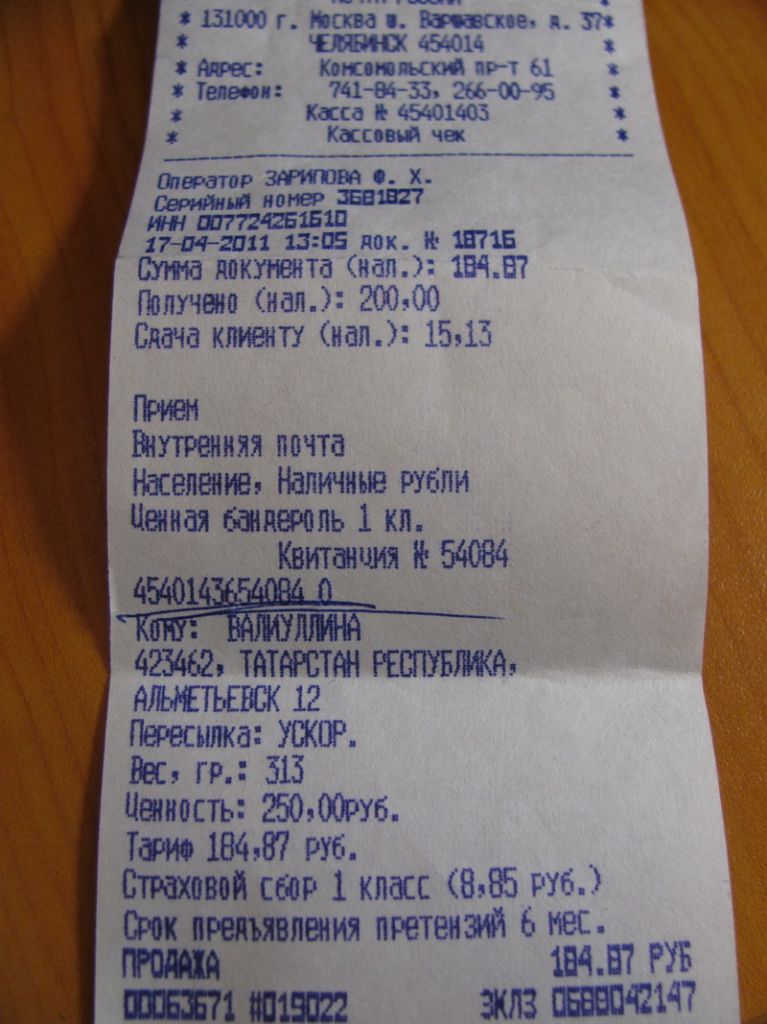 ПОЧТА РОССИИ
* 131000 г. Москва ш. Варшавское, д. 37*
* ЧЕЛЯБИНСК 454014 *
* Адрес: Комсомольский пр-т 61 *
* Телефон: 741-84-33, 266-00-95 *
* Касса № 45401403 *
* Кассовый чек *
Оператор ЗАРИПОВА Ф. Х.
Серийный номер 3681827
ИНН 007724261610
17-04-2011 13:05 док. № 18716
Сумма документа (нал.): 184.87
Получено (нал.): 200,00
Сдача клиенту (нал.): 15,13
Прием
Внутренняя почта
Население, Наличные рубли
Ценная бандероль 1 кл.
Квитанция № 54084
4540143654084 0
Кому: ВАЛИУЛЛИНА
423462, ТАТАРСТАН РЕСПУБЛИКА,
АЛЬМЕТЬЕВСК 12
Пересылка: УСКОР.
Вес, гр.: 313
Ценность: 250,00руб.
Тариф 184,87 руб.
Страховой сбор 1 класс (8,85 руб.)
Срок предъявления претензий 6 мес.
ПРОДАЖА 184.87 РУБ
00063671 #019022 ЭКЛЗ 0688042147